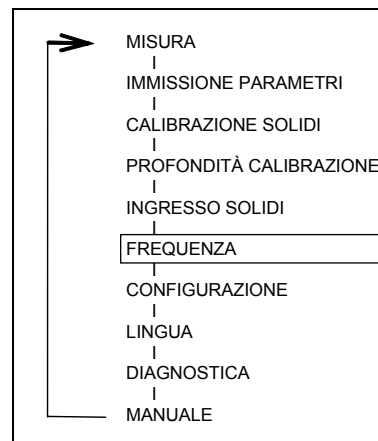 MISURA
IMMISSIONE PARAMETRI
CALIBRAZIONE SOLIDI
PROFONDITÀ CALIBRAZIONE
INGRESSO SOLIDI
FREQUENZA
CONFIGURAZIONE
LINGUA
DIAGNOSTICA
MANUALE